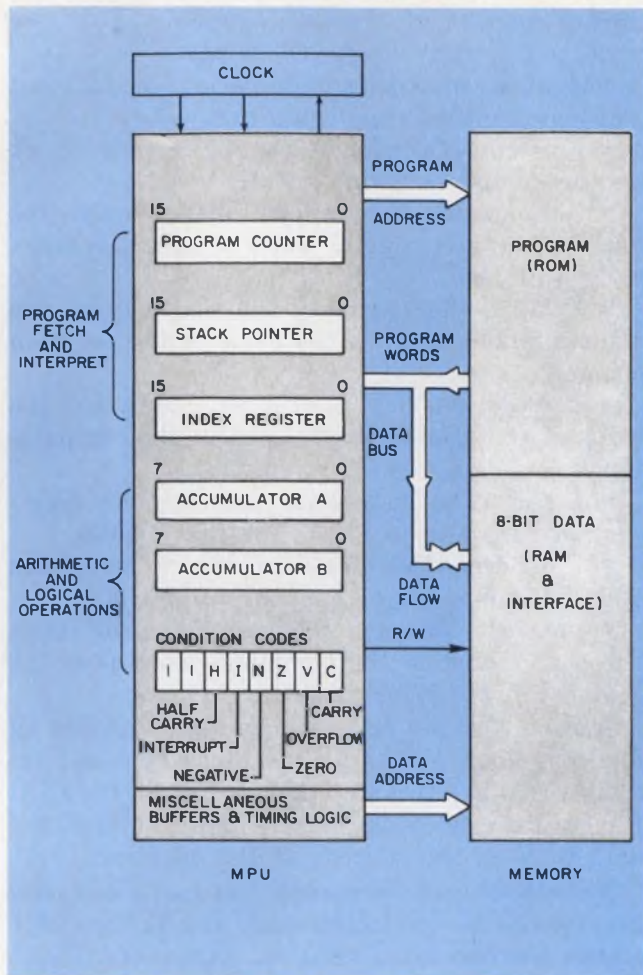 CLOCK
PROGRAM
ADDRESS
15 0
PROGRAM COUNTER
PROGRAM
(ROM)
PROGRAM
FETCH
AND
INTERPRET
15 0
STACK POINTER
PROGRAM
WORDS
15 0
INDEX REGISTER
DATA
BUS
7 0
ACCUMULATOR A
7 0
ACCUMULATOR B
8-BIT DATA
(RAM
&
INTERFACE)
ARITHMETIC
AND
LOGICAL
OPERATIONS
DATA
FLOW
R/W
CONDITION CODES
I I H I N Z V C
HALF
CARRY
CARRY
INTERRUPT
OVERFLOW
NEGATIVE
ZERO
DATA
ADDRESS
MISCELLANEOUS
BUFFERS & TIMING LOGIC
MPU
MEMORY